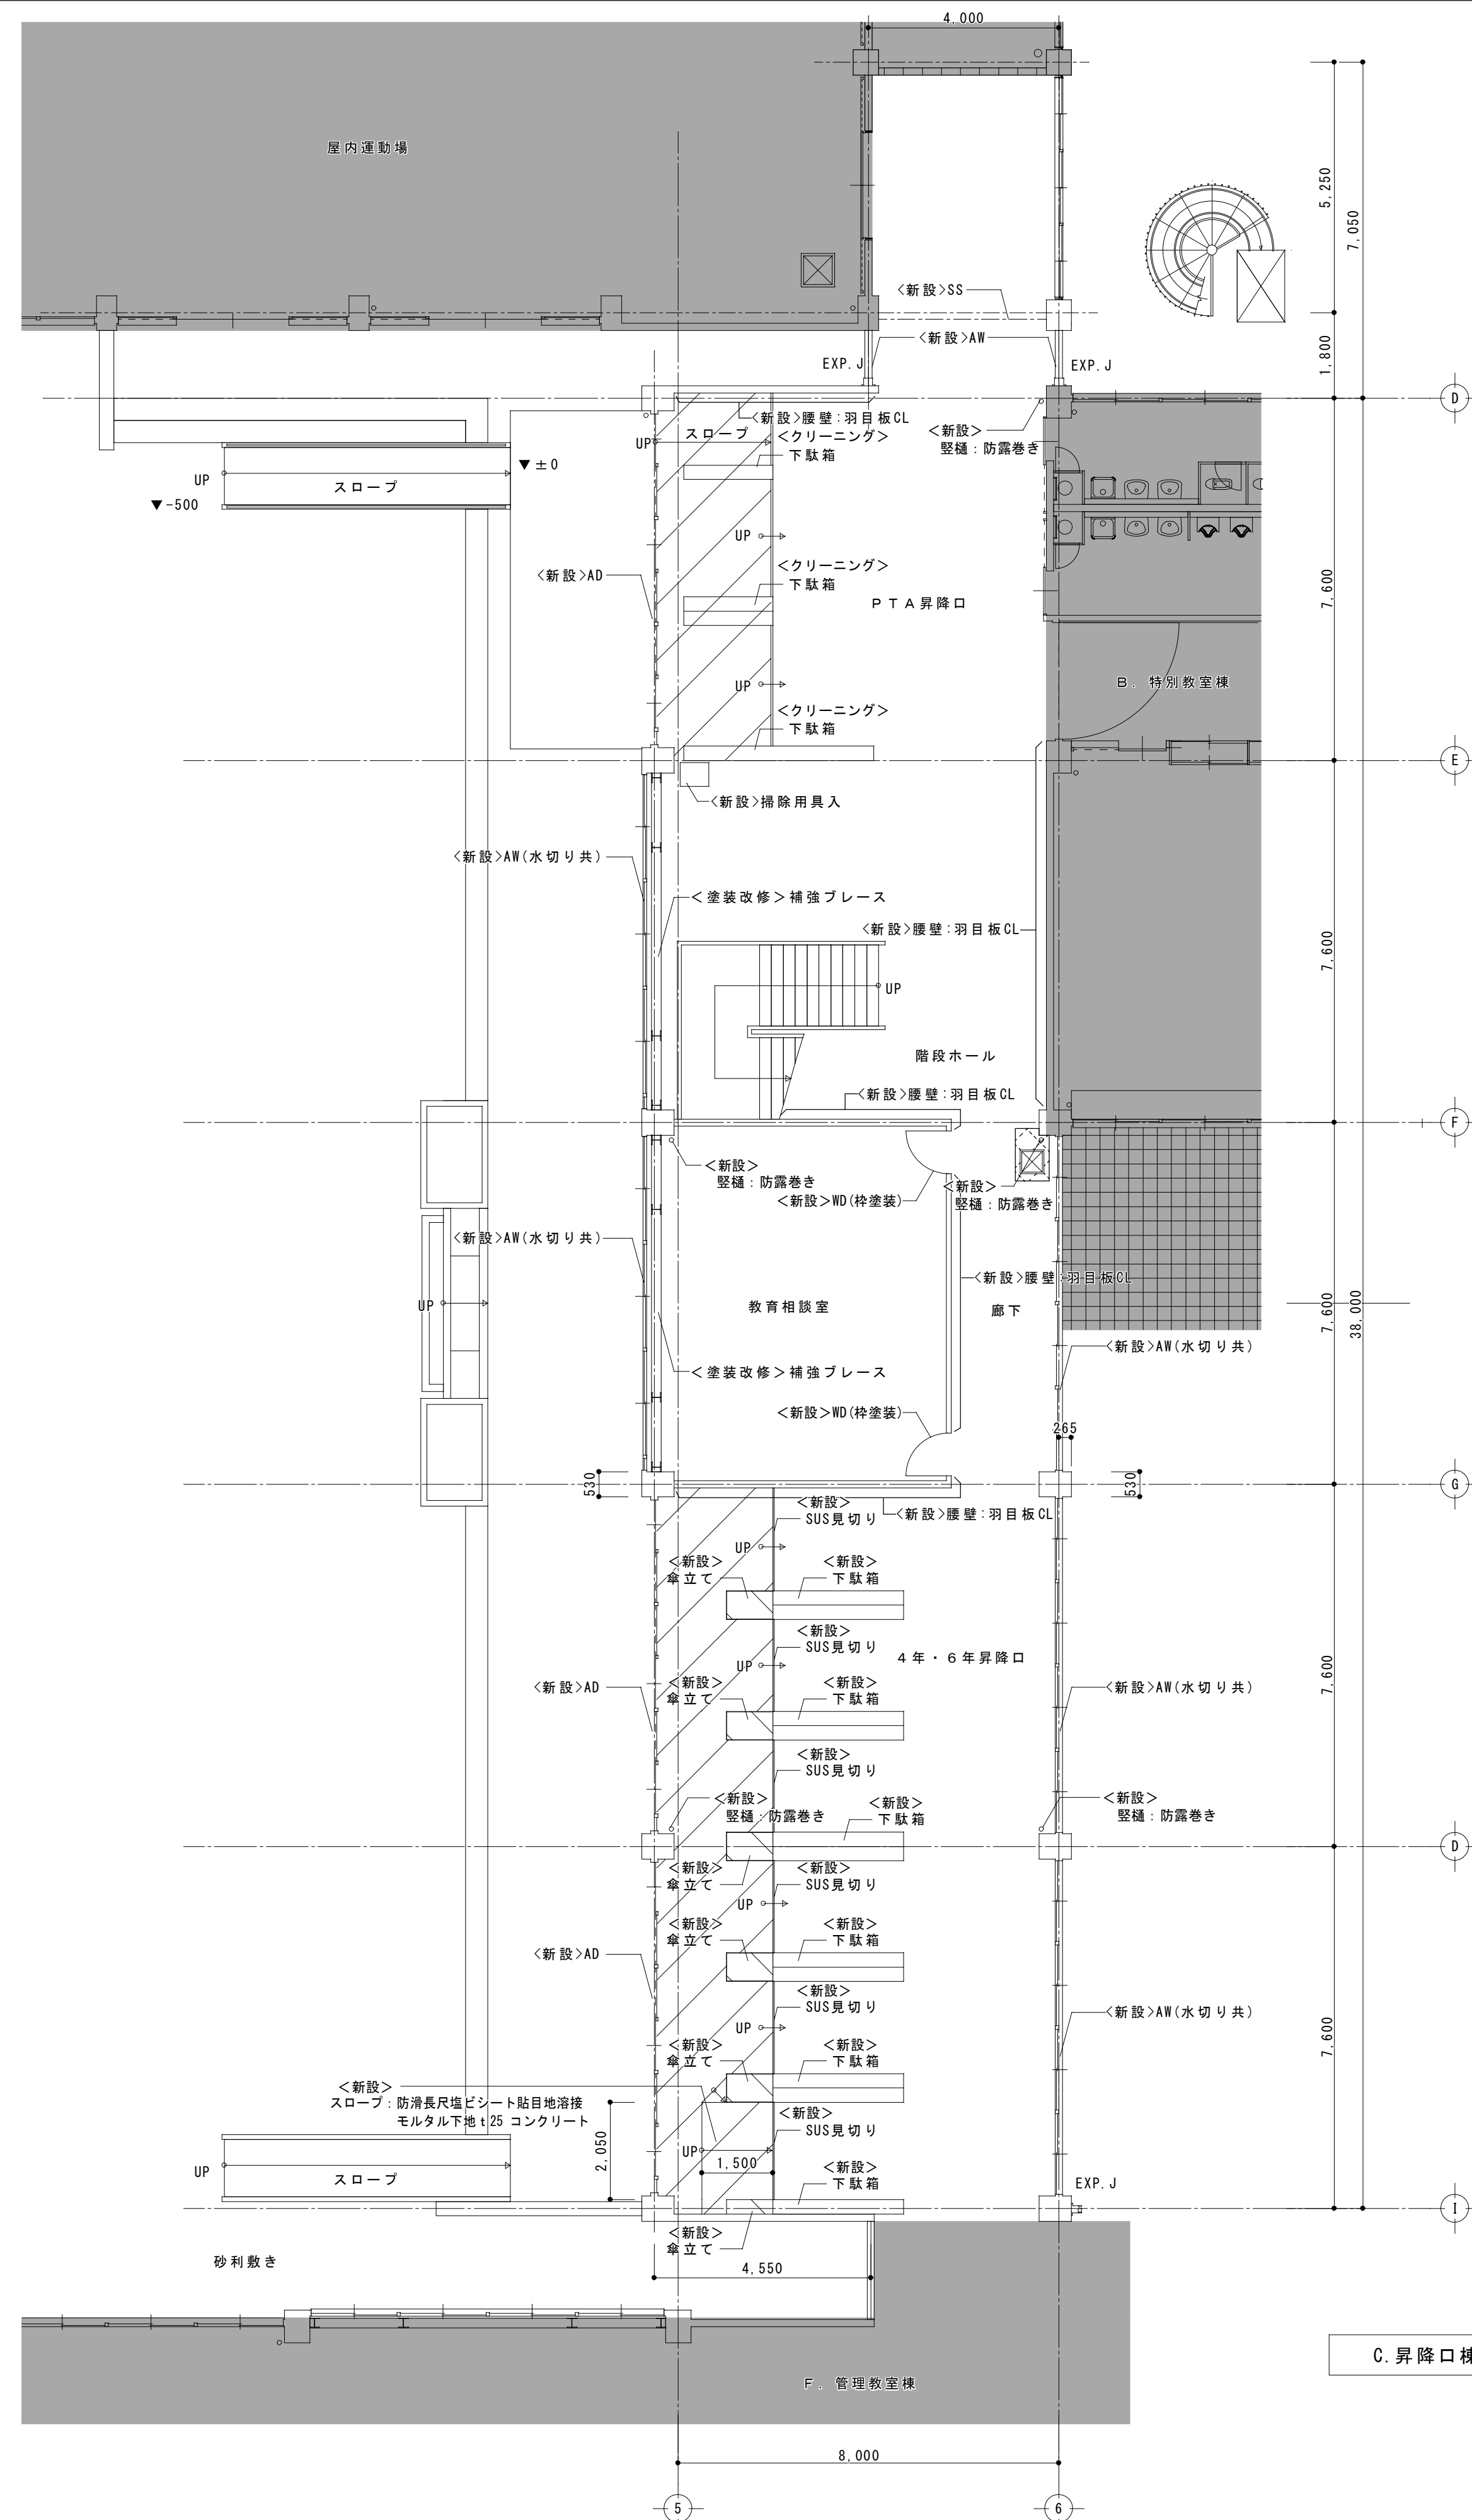 4,000
屋内運動場
5,250
7,050
<新設>SS
<新設>AW
EXP.J
EXP.J
1,800
D
<新設>腰壁:羽目板CL
スロープ
UP
<クリーニング>
下駄箱
<新設>
竪樋:防露巻き
▼±0
UP
スロープ
▼-500
UP
<クリーニング>
下駄箱
<新設>AD
PTA昇降口
7,600
UP
B. 特別教室棟
<クリーニング>
下駄箱
E
<新設>掃除用具入
<新設>AW(水切り共)
<塗装改修>補強ブレース
<新設>腰壁:羽目板CL
7,600
UP
階段ホール
<新設>腰壁:羽目板CL
F
<新設>
竪樋:防露巻き
<新設>WD(枠塗装)
<新設>
竪樋:防露巻き
<新設>AW(水切り共)
<新設>腰壁:羽目板CL
UP
教育相談室
廊下
7,600
38,000
<新設>AW(水切り共)
<塗装改修>補強ブレース
<新設>WD(枠塗装)
265
530
530
G
<新設>
SUS見切り
<新設>腰壁:羽目板CL
UP
<新設>
傘立て
<新設>
下駄箱
<新設>
SUS見切り
UP
4年・6年昇降口
7,600
<新設>AD
<新設>
傘立て
<新設>
下駄箱
<新設>AW(水切り共)
<新設>
SUS見切り
<新設>
竪樋:防露巻き
<新設>
下駄箱
<新設>
竪樋:防露巻き
D
<新設>
傘立て
<新設>
SUS見切り
UP
<新設>
傘立て
<新設>
下駄箱
<新設>AD
<新設>
SUS見切り
<新設>AW(水切り共)
UP
7,600
<新設>
傘立て
<新設>
下駄箱
<新設>
スロープ:防滑長尺塩ビシート貼目地溶接
モルタル下地t25 コンクリート
2,050
<新設>
SUS見切り
UP
1,500
UP
スロープ
<新設>
下駄箱
EXP.J
I
<新設>
傘立て
砂利敷き
4,550
C.昇降口棟
F. 管理教室棟
8,000
5
6